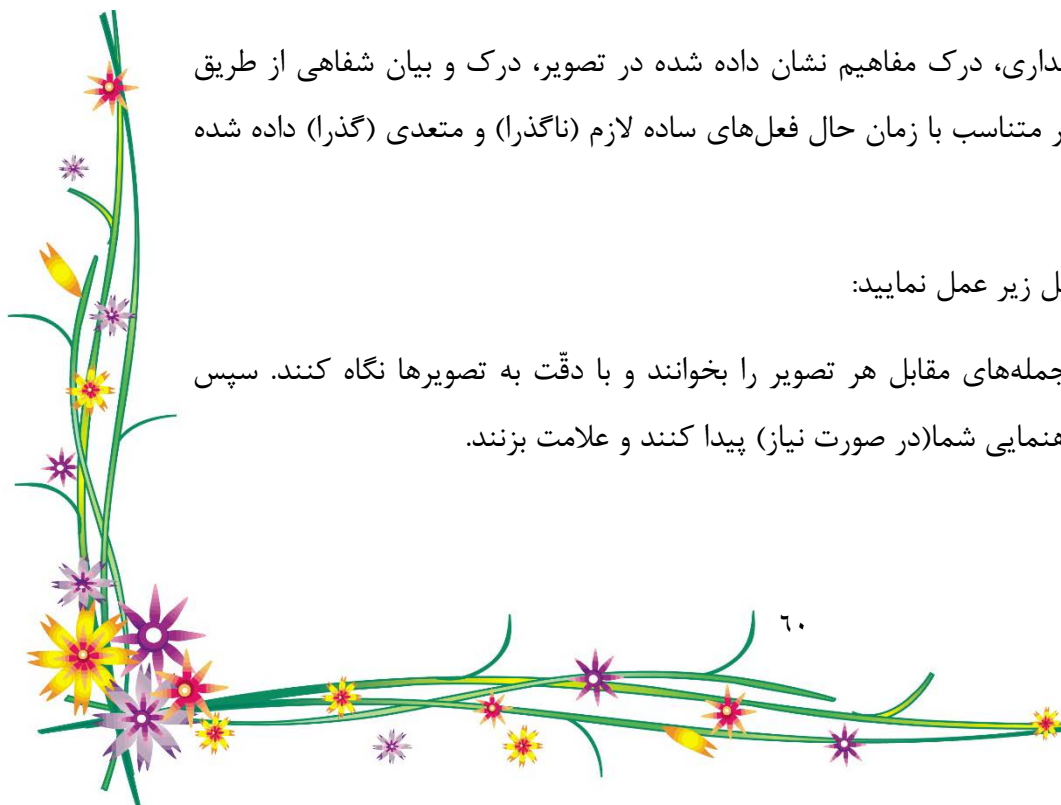 داری، درک مفاهیم نشان داده شده در تصویر، درک و بیان شفاهی از طریق
متناسب با زمان حال فعل‌های ساده لازم (ناگذرا) و متعدی (گذرا) داده شده
زیر عمل نمایید:
جمله‌های مقابل هر تصویر را بخوانند و با دقّت به تصویرها نگاه کنند. سپس
هنمایی شما(در صورت نیاز) پیدا کنند و علامت بزنند.
۶۰